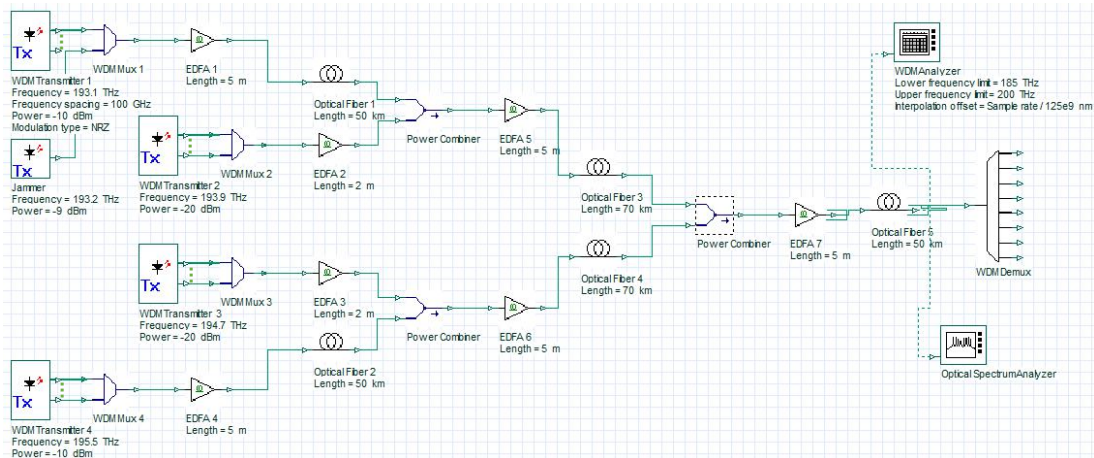 Tx
WDM Transmitter 1
Frequency = 193.1 THz
Frequency spacing = 100 GHz
Power = -10 dBm
Modulation type = NRZ
WDM Mux 1
EDFA 1
Length = 5 m
Optical Fiber 1
Length = 50 km
Tx
Jammer
Frequency = 193.2 THz
Power = -9 dBm
Tx
WDM Transmitter 2
Frequency = 193.9 THz
Power = -20 dBm
WDM Mux 2
EDFA 2
Length = 2 m
Power Combiner
EDFA 5
Length = 5 m
Optical Fiber 3
Length = 70 km
Tx
WDM Transmitter 3
Frequency = 194.7 THz
Power = -20 dBm
WDM Mux 3
EDFA 3
Length = 2 m
Power Combiner
EDFA 6
Length = 5 m
Optical Fiber 4
Length = 70 km
Tx
WDM Transmitter 4
Frequency = 195.5 THz
Power = -10 dBm
WDM Mux 4
EDFA 4
Length = 5 m
Optical Fiber 2
Length = 50 km
Power Combiner
EDFA 7
Length = 5 m
Optical Fiber 5
Length = 50 km
WDM Demux
WDM Analyzer
Lower frequency limit = 185 THz
Upper frequency limit = 200 THz
Interpolation offset = Sample rate / 125e9 nm
Optical Spectrum Analyzer